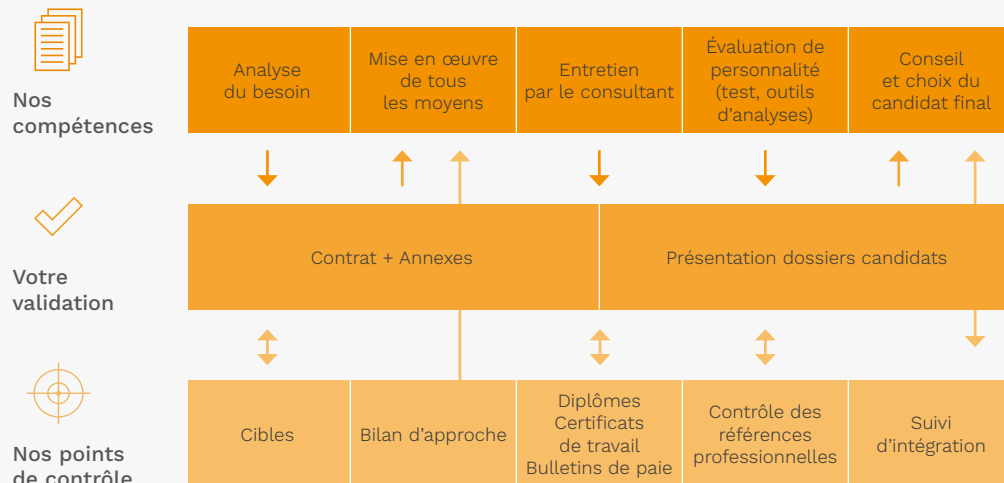 Nos
compétences
Analyse
du besoin
Mise en œuvre
de tous
les moyens
Entretien
par le consultant
Évaluation de
personnalité
(test, outils
d'analyses)
Conseil
et choix du
candidat final
Votre
validation
Contrat + Annexes
Présentation dossiers candidats
Nos points
de contrôle
Cibles
Bilan d'approche
Diplômes
Certificats
de travail
Bulletins de paie
Contrôle des
références
professionnelles
Suivi
d'intégration